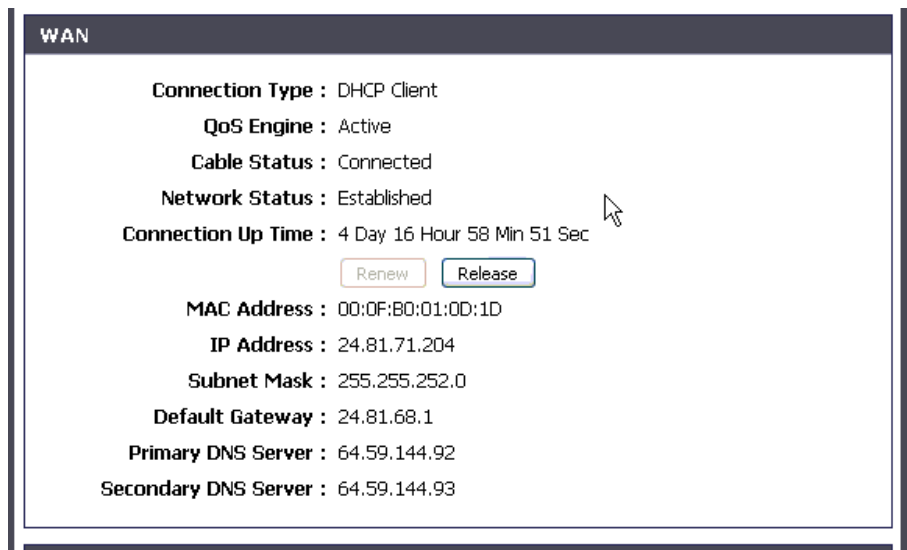 WAN
Connection Type : DHCP Client
QoS Engine : Active
Cable Status : Connected
Network Status : Established
Connection Up Time : 4 Day 16 Hour 58 Min 51 Sec
Renew Release
MAC Address : 00:0F:B0:01:0D:1D
IP Address : 24.81.71.204
Subnet Mask : 255.255.252.0
Default Gateway : 24.81.68.1
Primary DNS Server : 64.59.144.92
Secondary DNS Server : 64.59.144.93